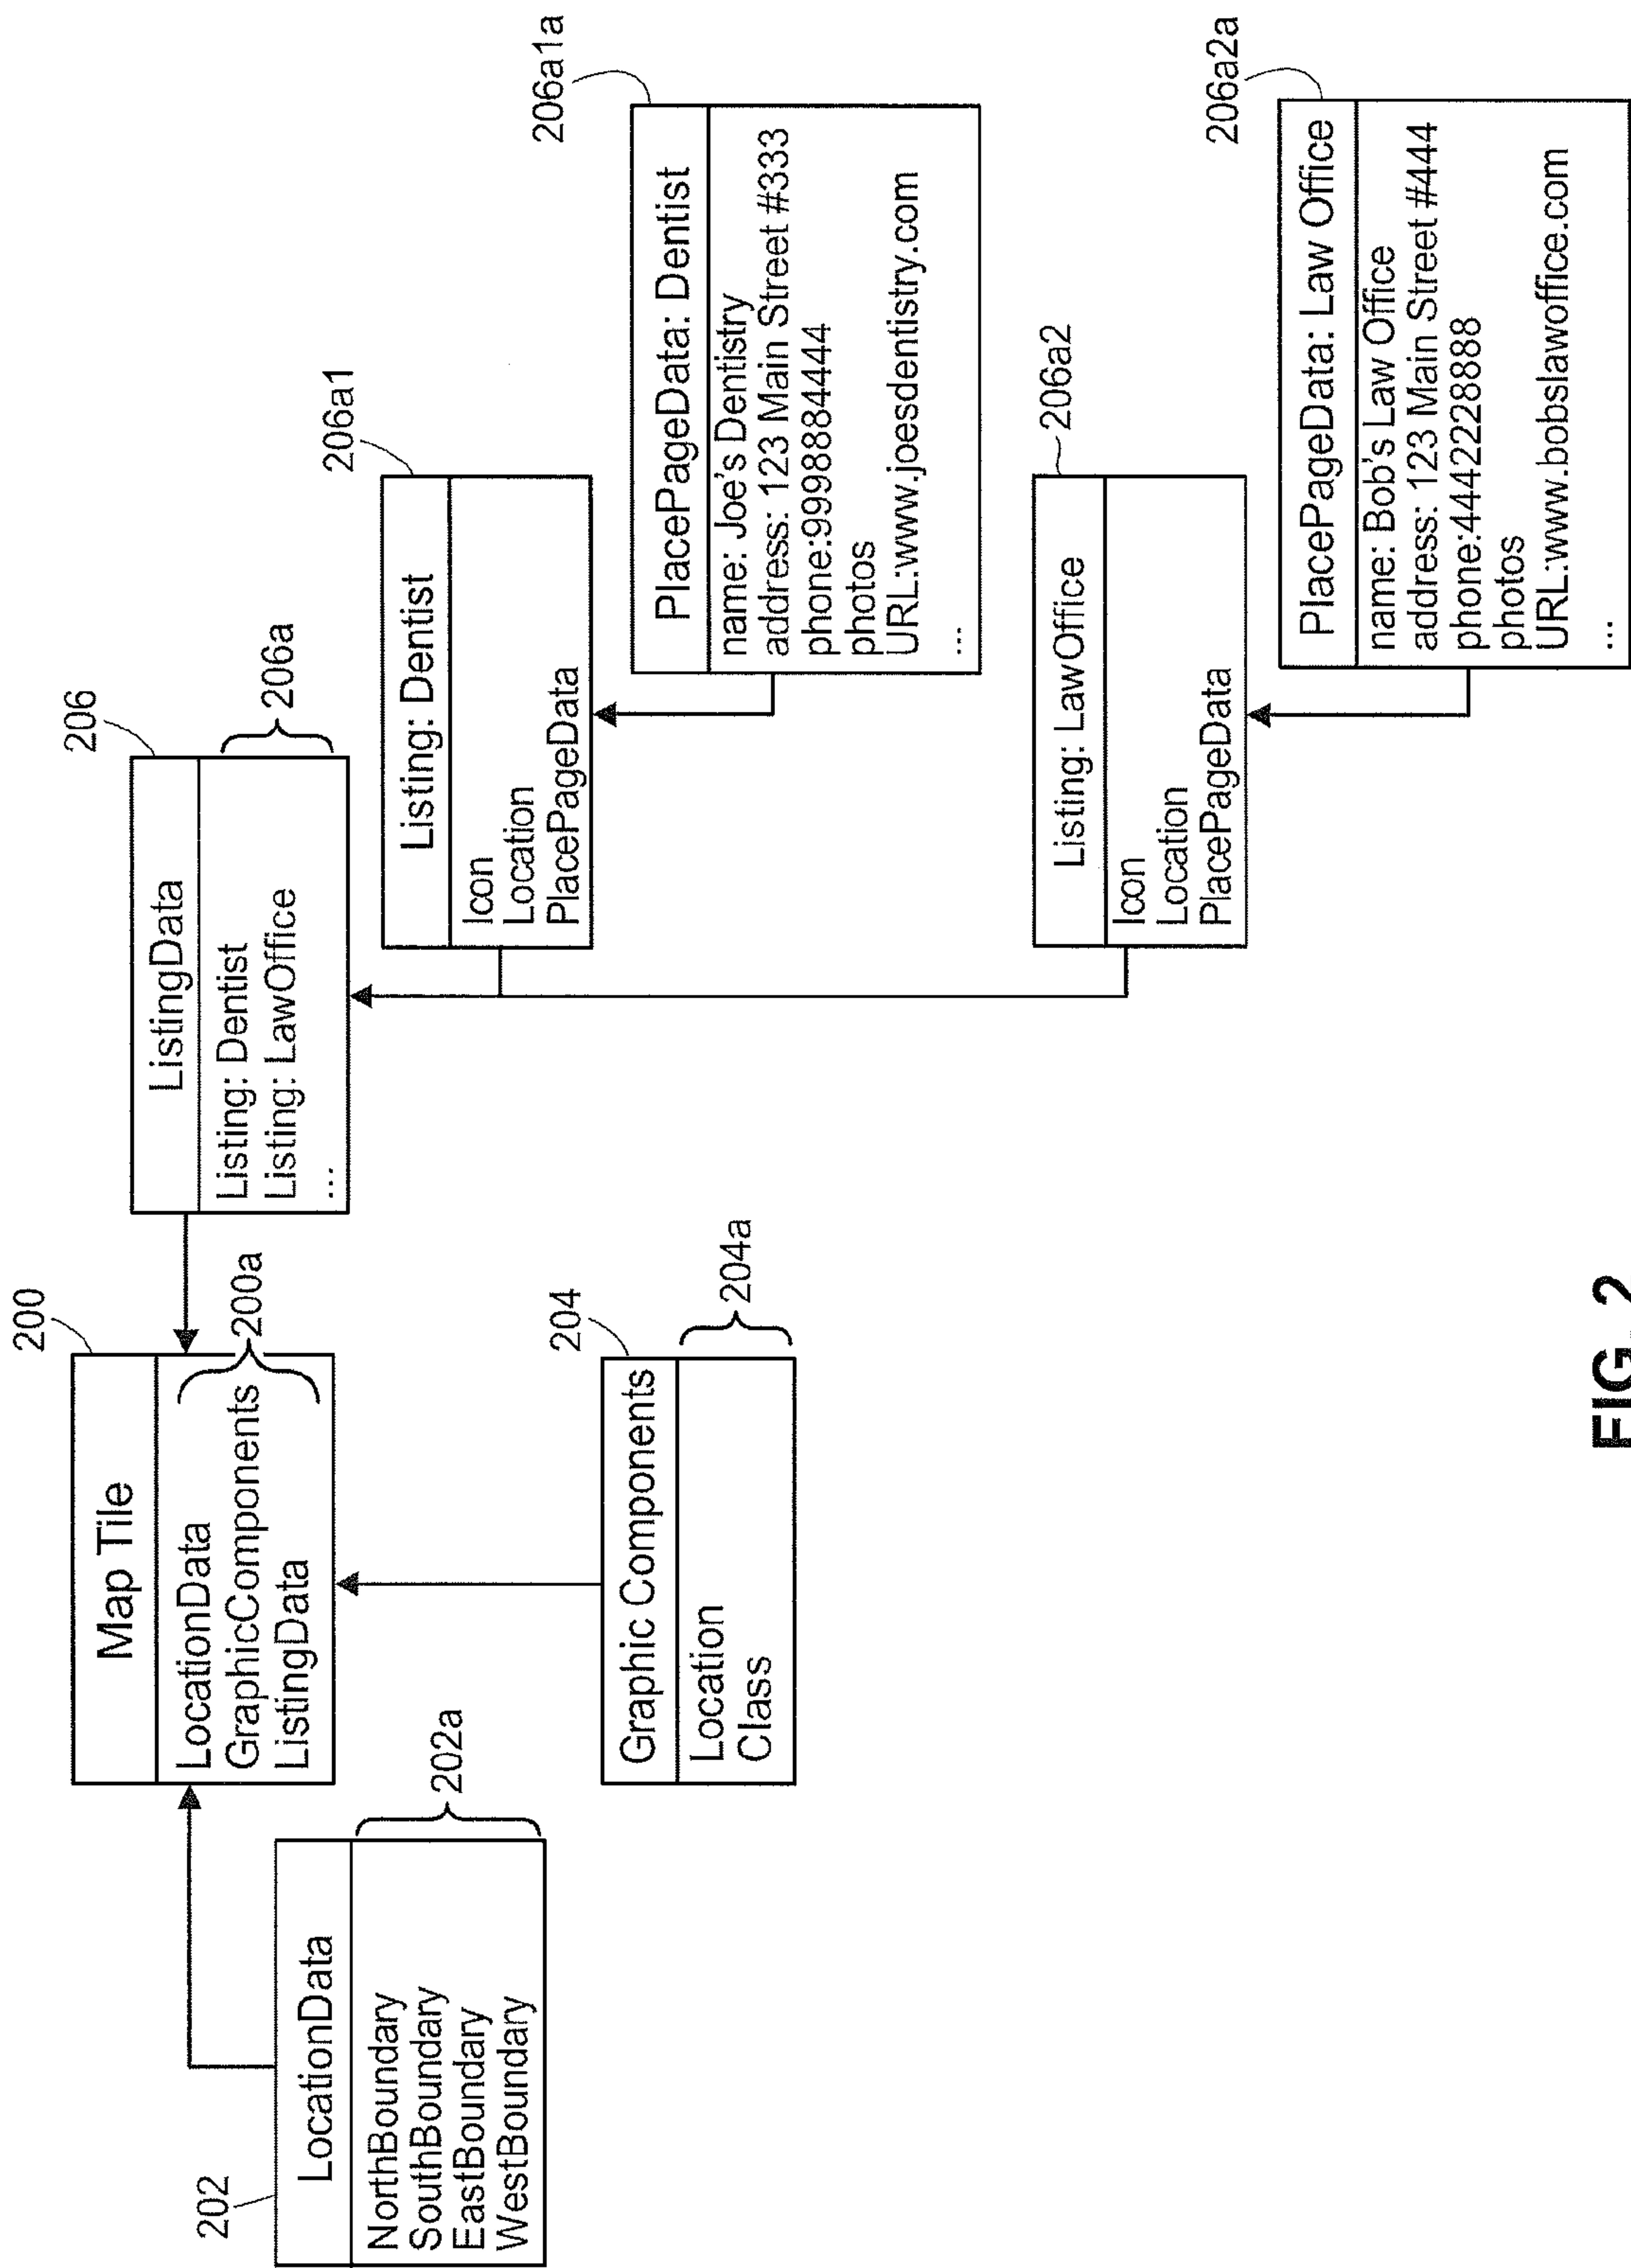 200
Map Tile
LocationData
GraphicComponents
ListingData
200a
202
LocationData
NorthBoundary
SouthBoundary
EastBoundary
WestBoundary
202a
204
Graphic Components
Location
Class
204a
206
ListingData
Listing: Dentist
Listing: LawOffice
...
206a
206a1
Listing: Dentist
Icon
Location
PlacePageData
206a1a
PlacePageData: Dentist
name: Joe's Dentistry
address: 123 Main Street #333
phone:9998884444
photos
URL:www.joesdentistry.com
...
206a2
Listing: LawOffice
Icon
Location
PlacePageData
206a2a
PlacePageData: Law Office
name: Bob's Law Office
address: 123 Main Street #444
phone:4442228888
photos
URL:www.bobslawoffice.com
...
FIG. 2